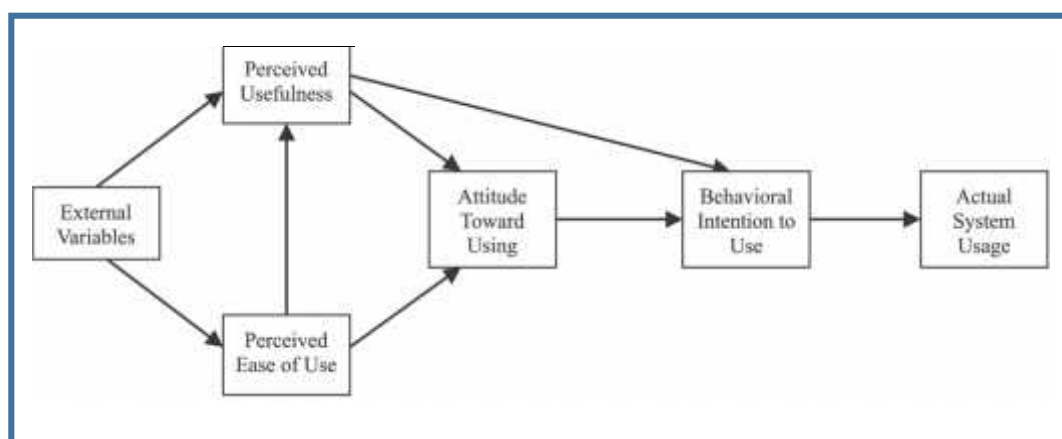 Perceived
Usefulness
External
Variables
Attitude
Toward
Using
Behavioral
Intention to
Use
Actual
System
Usage
Perceived
Ease of Use